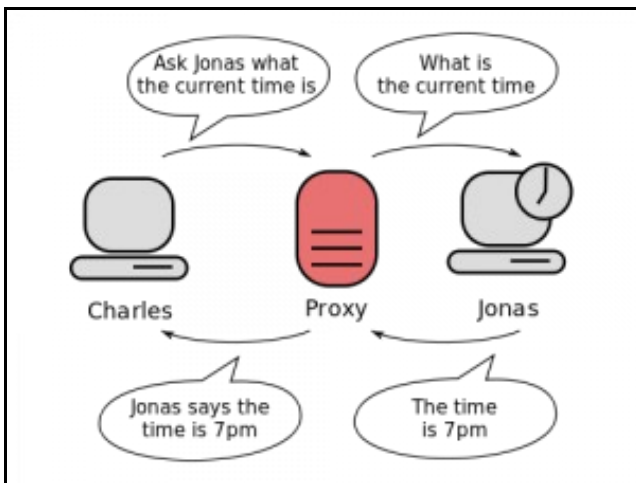 Ask Jonas what
the current time is
What is
the current time
Charles
Proxy
Jonas
Jonas says the
time is 7pm
The time
is 7pm